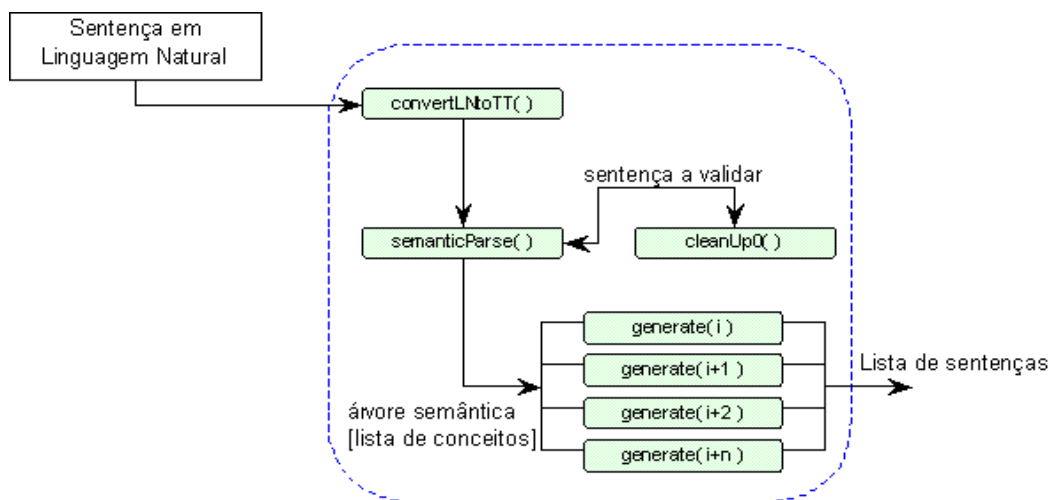 Sentença em
Linguagem Natural
convertLNtoTT( )
sentença a validar
semanticParse( )
cleanUp0( )
generate( i )
generate( i+1 )
generate( i+2 )
generate( i+n )
árvore semântica
[lista de conceitos]
Lista de sentenças